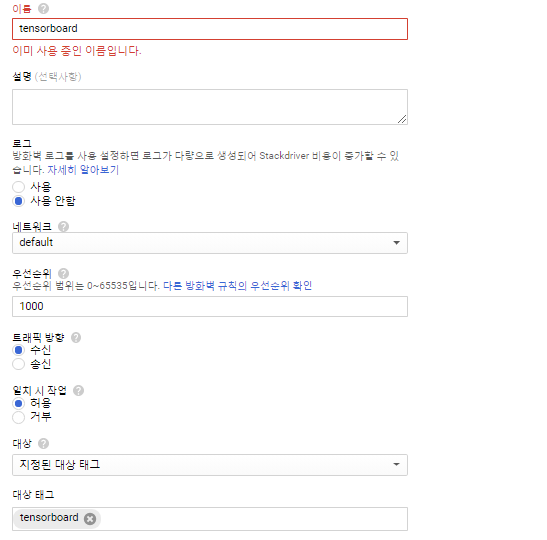 이름
tensorboard
이미 사용 중인 이름입니다.
설명 (선택사항)
로그
방화벽 로그를 사용 설정하면 로그가 다량으로 생성되어 Stackdriver 비용이 증가할 수 있
습니다. 자세히 알아보기
사용
사용 안함
네트워크
default
우선순위
우선순위 범위는 0~65535입니다. 다른 방화벽 규칙의 우선순위 확인
1000
트래픽 방향
수신
송신
일치 시 작업
허용
거부
대상
지정된 대상 태그
대상 태그
tensorboard